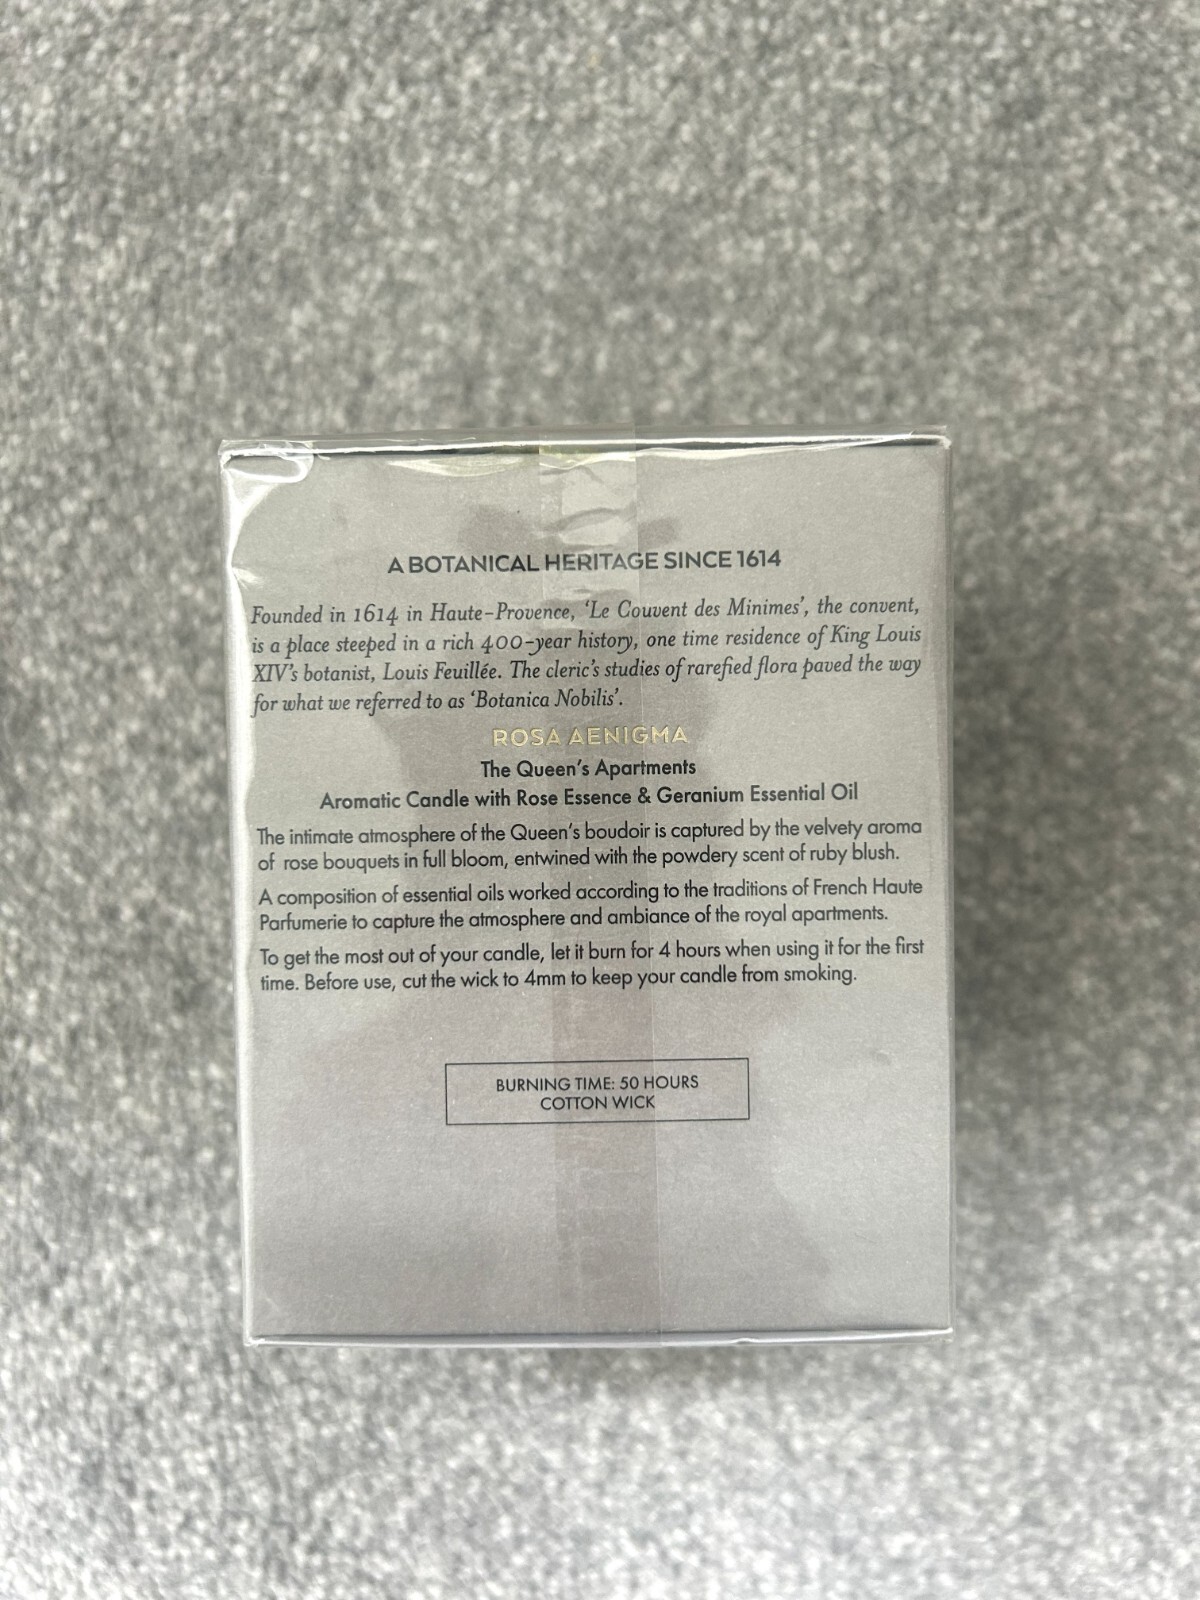 A BOTANICAL HERITAGE SINCE 1614
Founded in 1614 in Haute-Provence, 'Le Couvent des Minimes', the convent,
is a place steeped in a rich 400-year history, one time residence of King Louis
XIV's botanist, Louis Feuillée. The cleric's studies of rarefied flora paved the way
for what we referred to as 'Botanica Nobilis'.
ROSA AENIGMA
The Queen's Apartments
Aromatic Candle with Rose Essence & Geranium Essential Oil
The intimate atmosphere of the Queen's boudoir is captured by the velvety aroma
of rose bouquets in full bloom, entwined with the powdery scent of ruby blush.
A composition of essential oils worked according to the traditions of French Haute
Parfumerie to capture the atmosphere and ambiance of the royal apartments.
To get the most out of your candle, let it burn for 4 hours when using it for the first
time. Before use, cut the wick to 4mm to keep your candle from smoking.
BURNING TIME: 50 HOURS
COTTON WICK